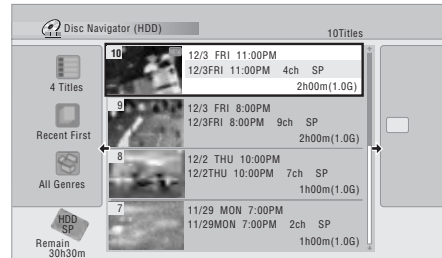 Disc Navigator (HDD)
10Titles
4 Titles
Recent First
All Genres
HDD
SP
Remain
30h30m
10
12/3 FRI 11:00PM
12/3FRI 11:00PM 4ch SP
2h00m(1.0G)
9
12/3 FRI 8:00PM
12/3FRI 8:00PM 9ch SP
2h00m(1.0G)
8
12/2 THU 10:00PM
12/2THU 10:00PM 7ch SP
1h00m(1.0G)
7
11/29 MON 7:00PM
11/29MON 7:00PM 2ch SP
1h00m(1.0G)